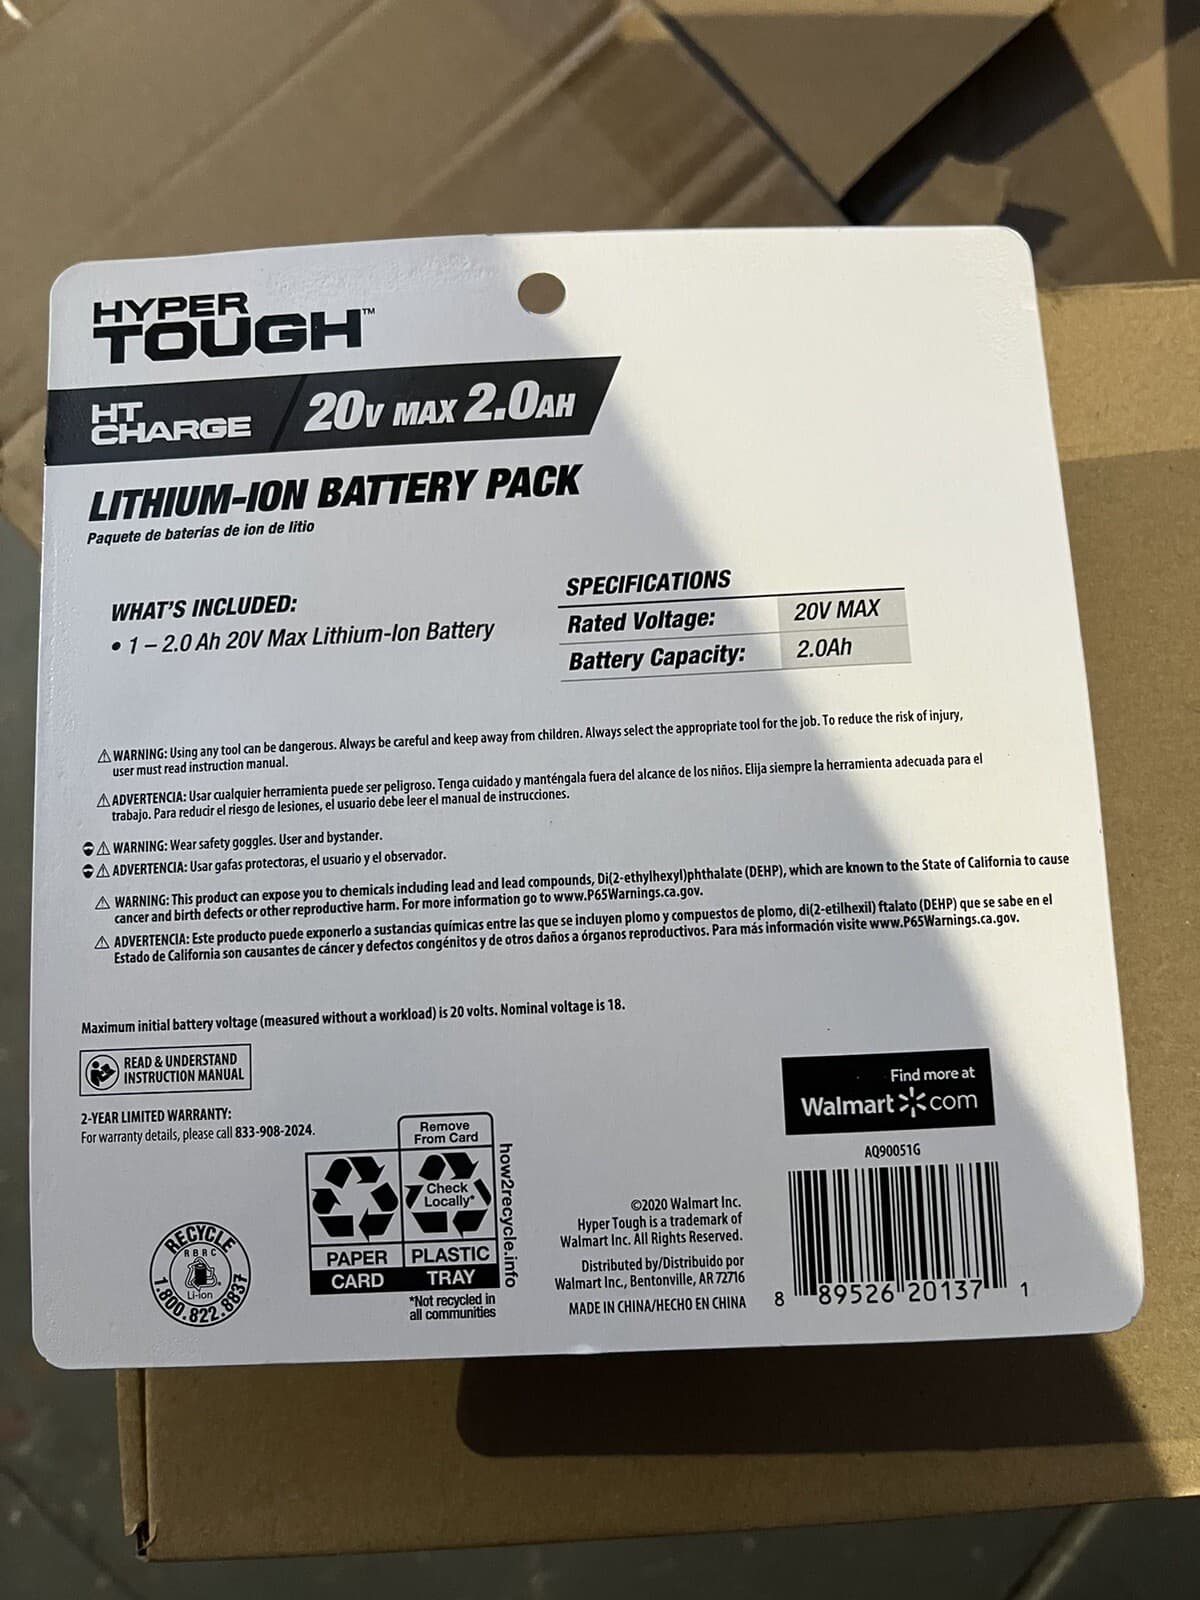 HYPER
TOUGH™
HT
CHARGE
20V MAX 2.0AH
LITHIUM-ION BATTERY PACK
Paquete de baterías de ion de litio
WHAT'S INCLUDED:
• 1 – 2.0 Ah 20V Max Lithium-Ion Battery
SPECIFICATIONS
Rated Voltage: 20V MAX
Battery Capacity: 2.0Ah
⚠ WARNING: Using any tool can be dangerous. Always be careful and keep away from children. Always select the appropriate tool for the job. To reduce the risk of injury,
user must read instruction manual.
⚠ ADVERTENCIA: Usar cualquier herramienta puede ser peligroso. Tenga cuidado y manténgala fuera del alcance de los niños. Elija siempre la herramienta adecuada para el
trabajo. Para reducir el riesgo de lesiones, el usuario debe leer el manual de instrucciones.
⚠ WARNING: Wear safety goggles. User and bystander.
⚠ ADVERTENCIA: Usar gafas protectoras, el usuario y el observador.
⚠ WARNING: This product can expose you to chemicals including lead and lead compounds, Di(2-ethylhexyl)phthalate (DEHP), which are known to the State of California to cause
cancer and birth defects or other reproductive harm. For more information go to www.P65Warnings.ca.gov.
⚠ ADVERTENCIA: Este producto puede exponerlo a sustancias químicas entre las que se incluyen plomo y compuestos de plomo, di(2-etilhexil) ftalato (DEHP) que se sabe en el
Estado de California son causantes de cáncer y defectos congénitos y de otros daños a órganos reproductivos. Para más información visite www.P65Warnings.ca.gov.
Maximum initial battery voltage (measured without a workload) is 20 volts. Nominal voltage is 18.
READ & UNDERSTAND
INSTRUCTION MANUAL
2-YEAR LIMITED WARRANTY:
For warranty details, please call 833-908-2024.
RECYCLE
RBRC
Li-ion
1.800.822.8837
Remove
From Card
Check
Locally*
PAPER
CARD
PLASTIC
TRAY
*Not recycled in
all communities
how2recycle.info
©2020 Walmart Inc.
Hyper Tough is a trademark of
Walmart Inc. All Rights Reserved.
Distributed by/Distribuido por
Walmart Inc., Bentonville, AR 72716
MADE IN CHINA/HECHO EN CHINA
Find more at
Walmart com
AQ90051G
8 89526 20137 1